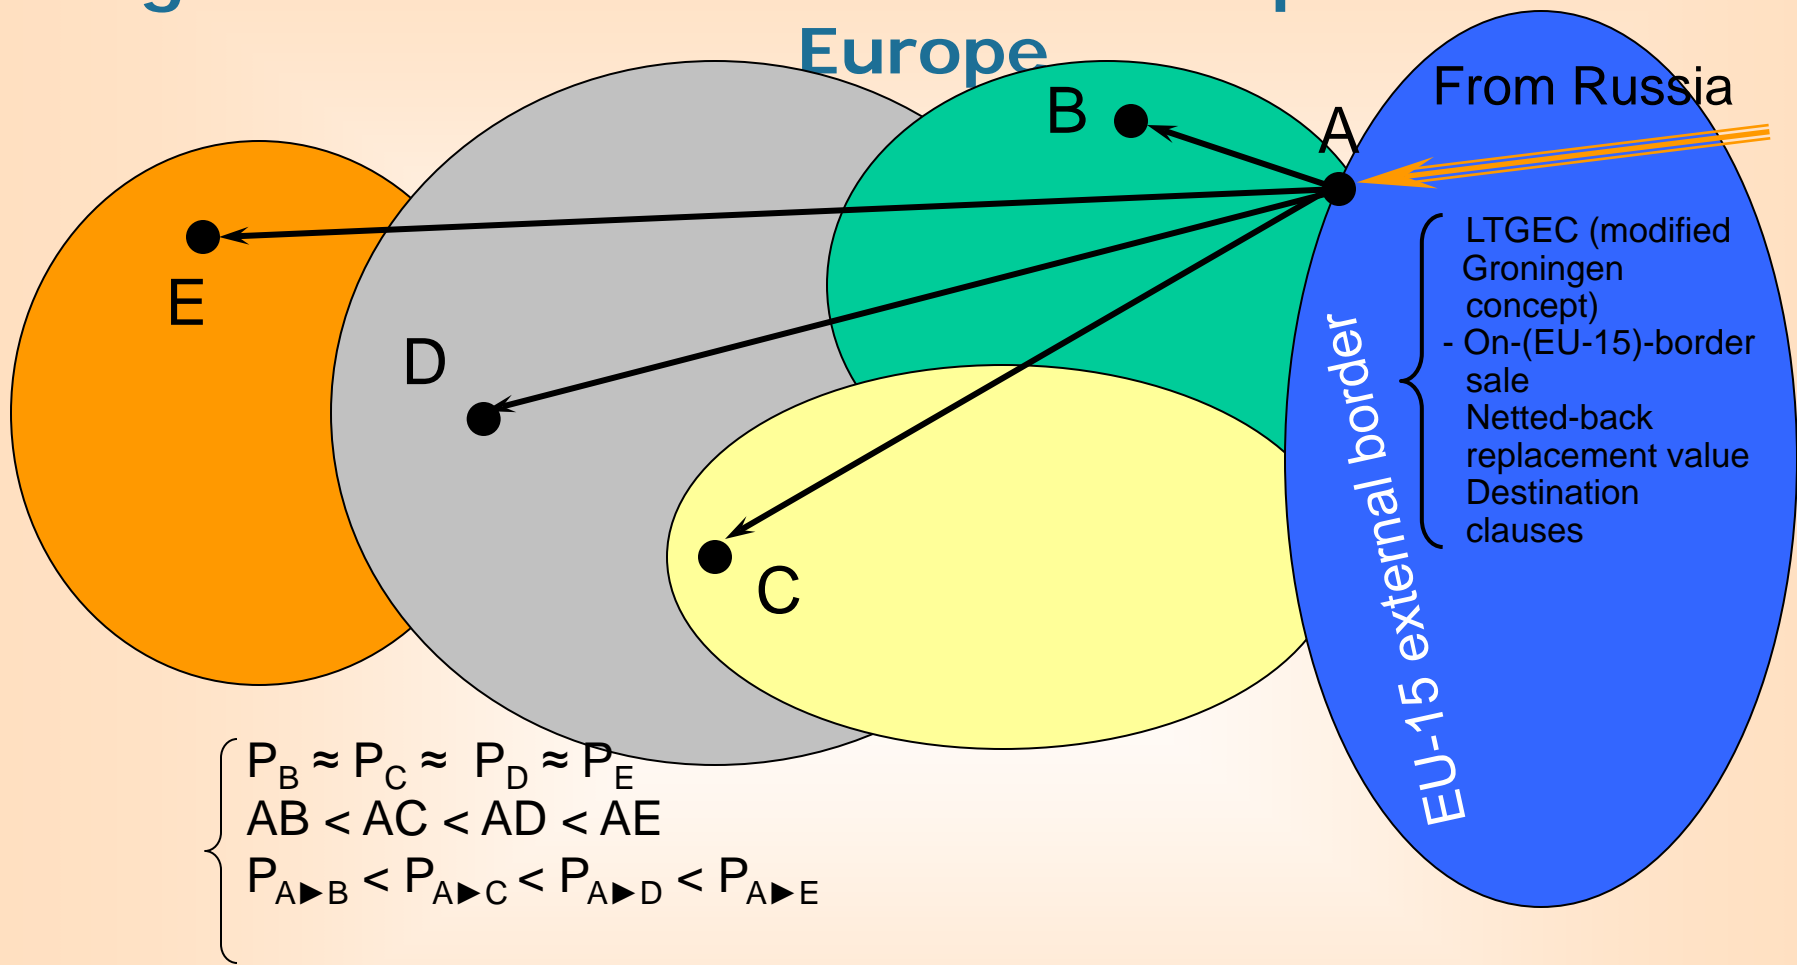 Europe
From Russia
B
A
E
D
C
LTGEC (modified
Groningen
concept)
- On-(EU-15)-border
sale
Netted-back
replacement value
Destination
clauses
EU-15 external border
P_B ≈ P_C ≈ P_D ≈ P_E
AB < AC < AD < AE
P_A►B < P_A►C < P_A►D < P_A►E